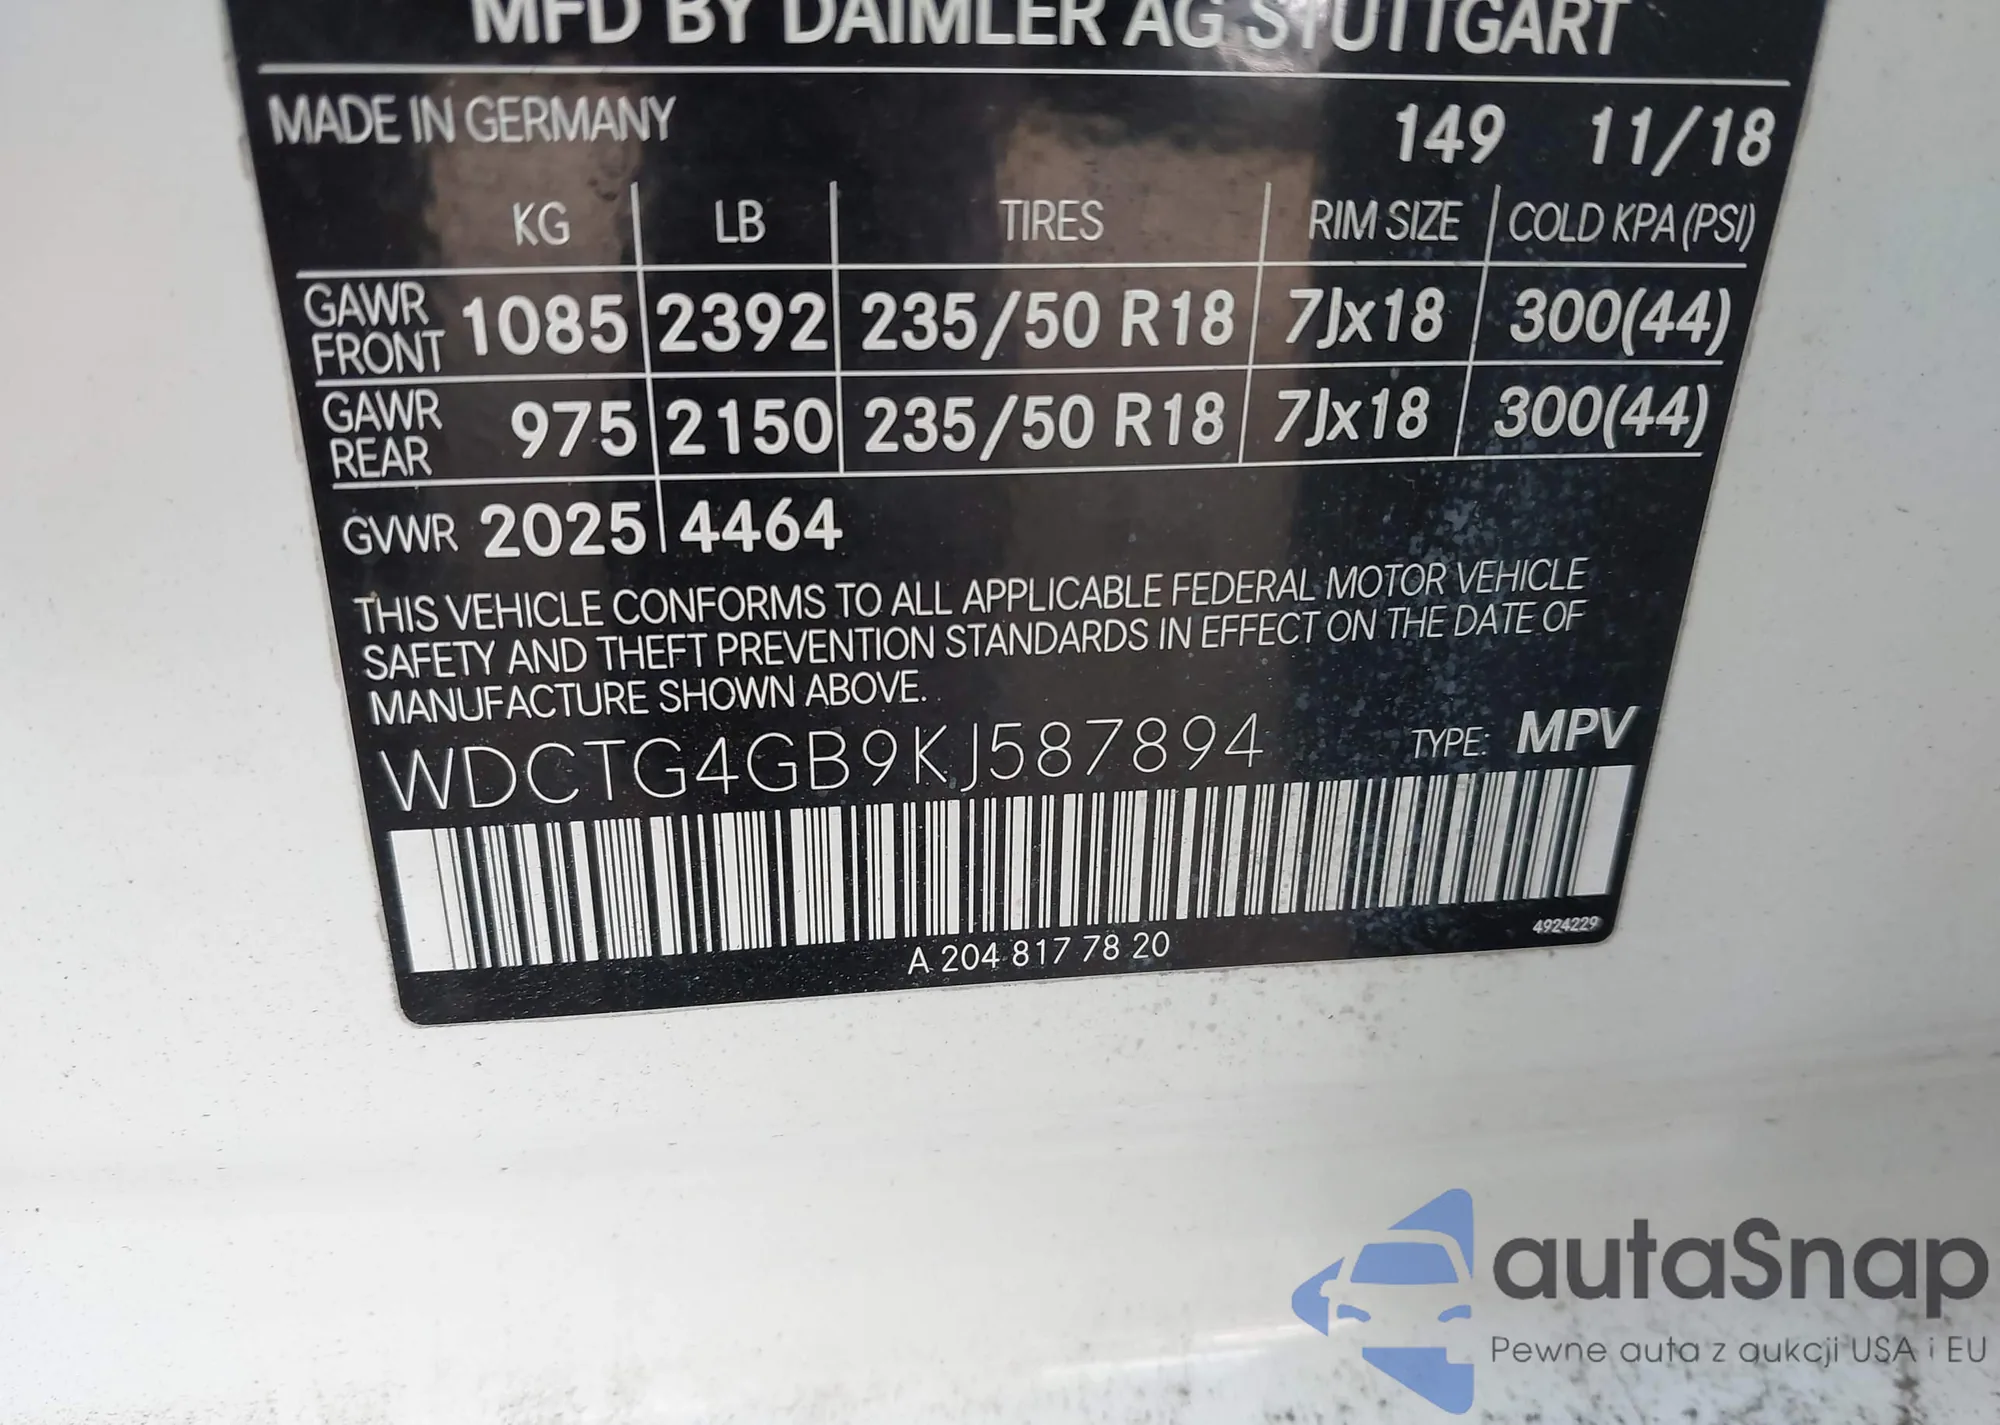 MFD BY DAIMLER AG STUTTGART
MADE IN GERMANY 149 11/18
KG LB TIRES RIM SIZE COLD KPA (PSI)
GAWR FRONT 1085 2392 235/50 R18 7Jx18 300(44)
GAWR REAR 975 2150 235/50 R18 7Jx18 300(44)
GVWR 2025 4464
THIS VEHICLE CONFORMS TO ALL APPLICABLE FEDERAL MOTOR VEHICLE
SAFETY AND THEFT PREVENTION STANDARDS IN EFFECT ON THE DATE OF
MANUFACTURE SHOWN ABOVE.
WDCTG4GB9KJ587894 TYPE: MPV
4924229
A 204 817 78 20
autaSnap
Pewne auta z aukcji USA i EU